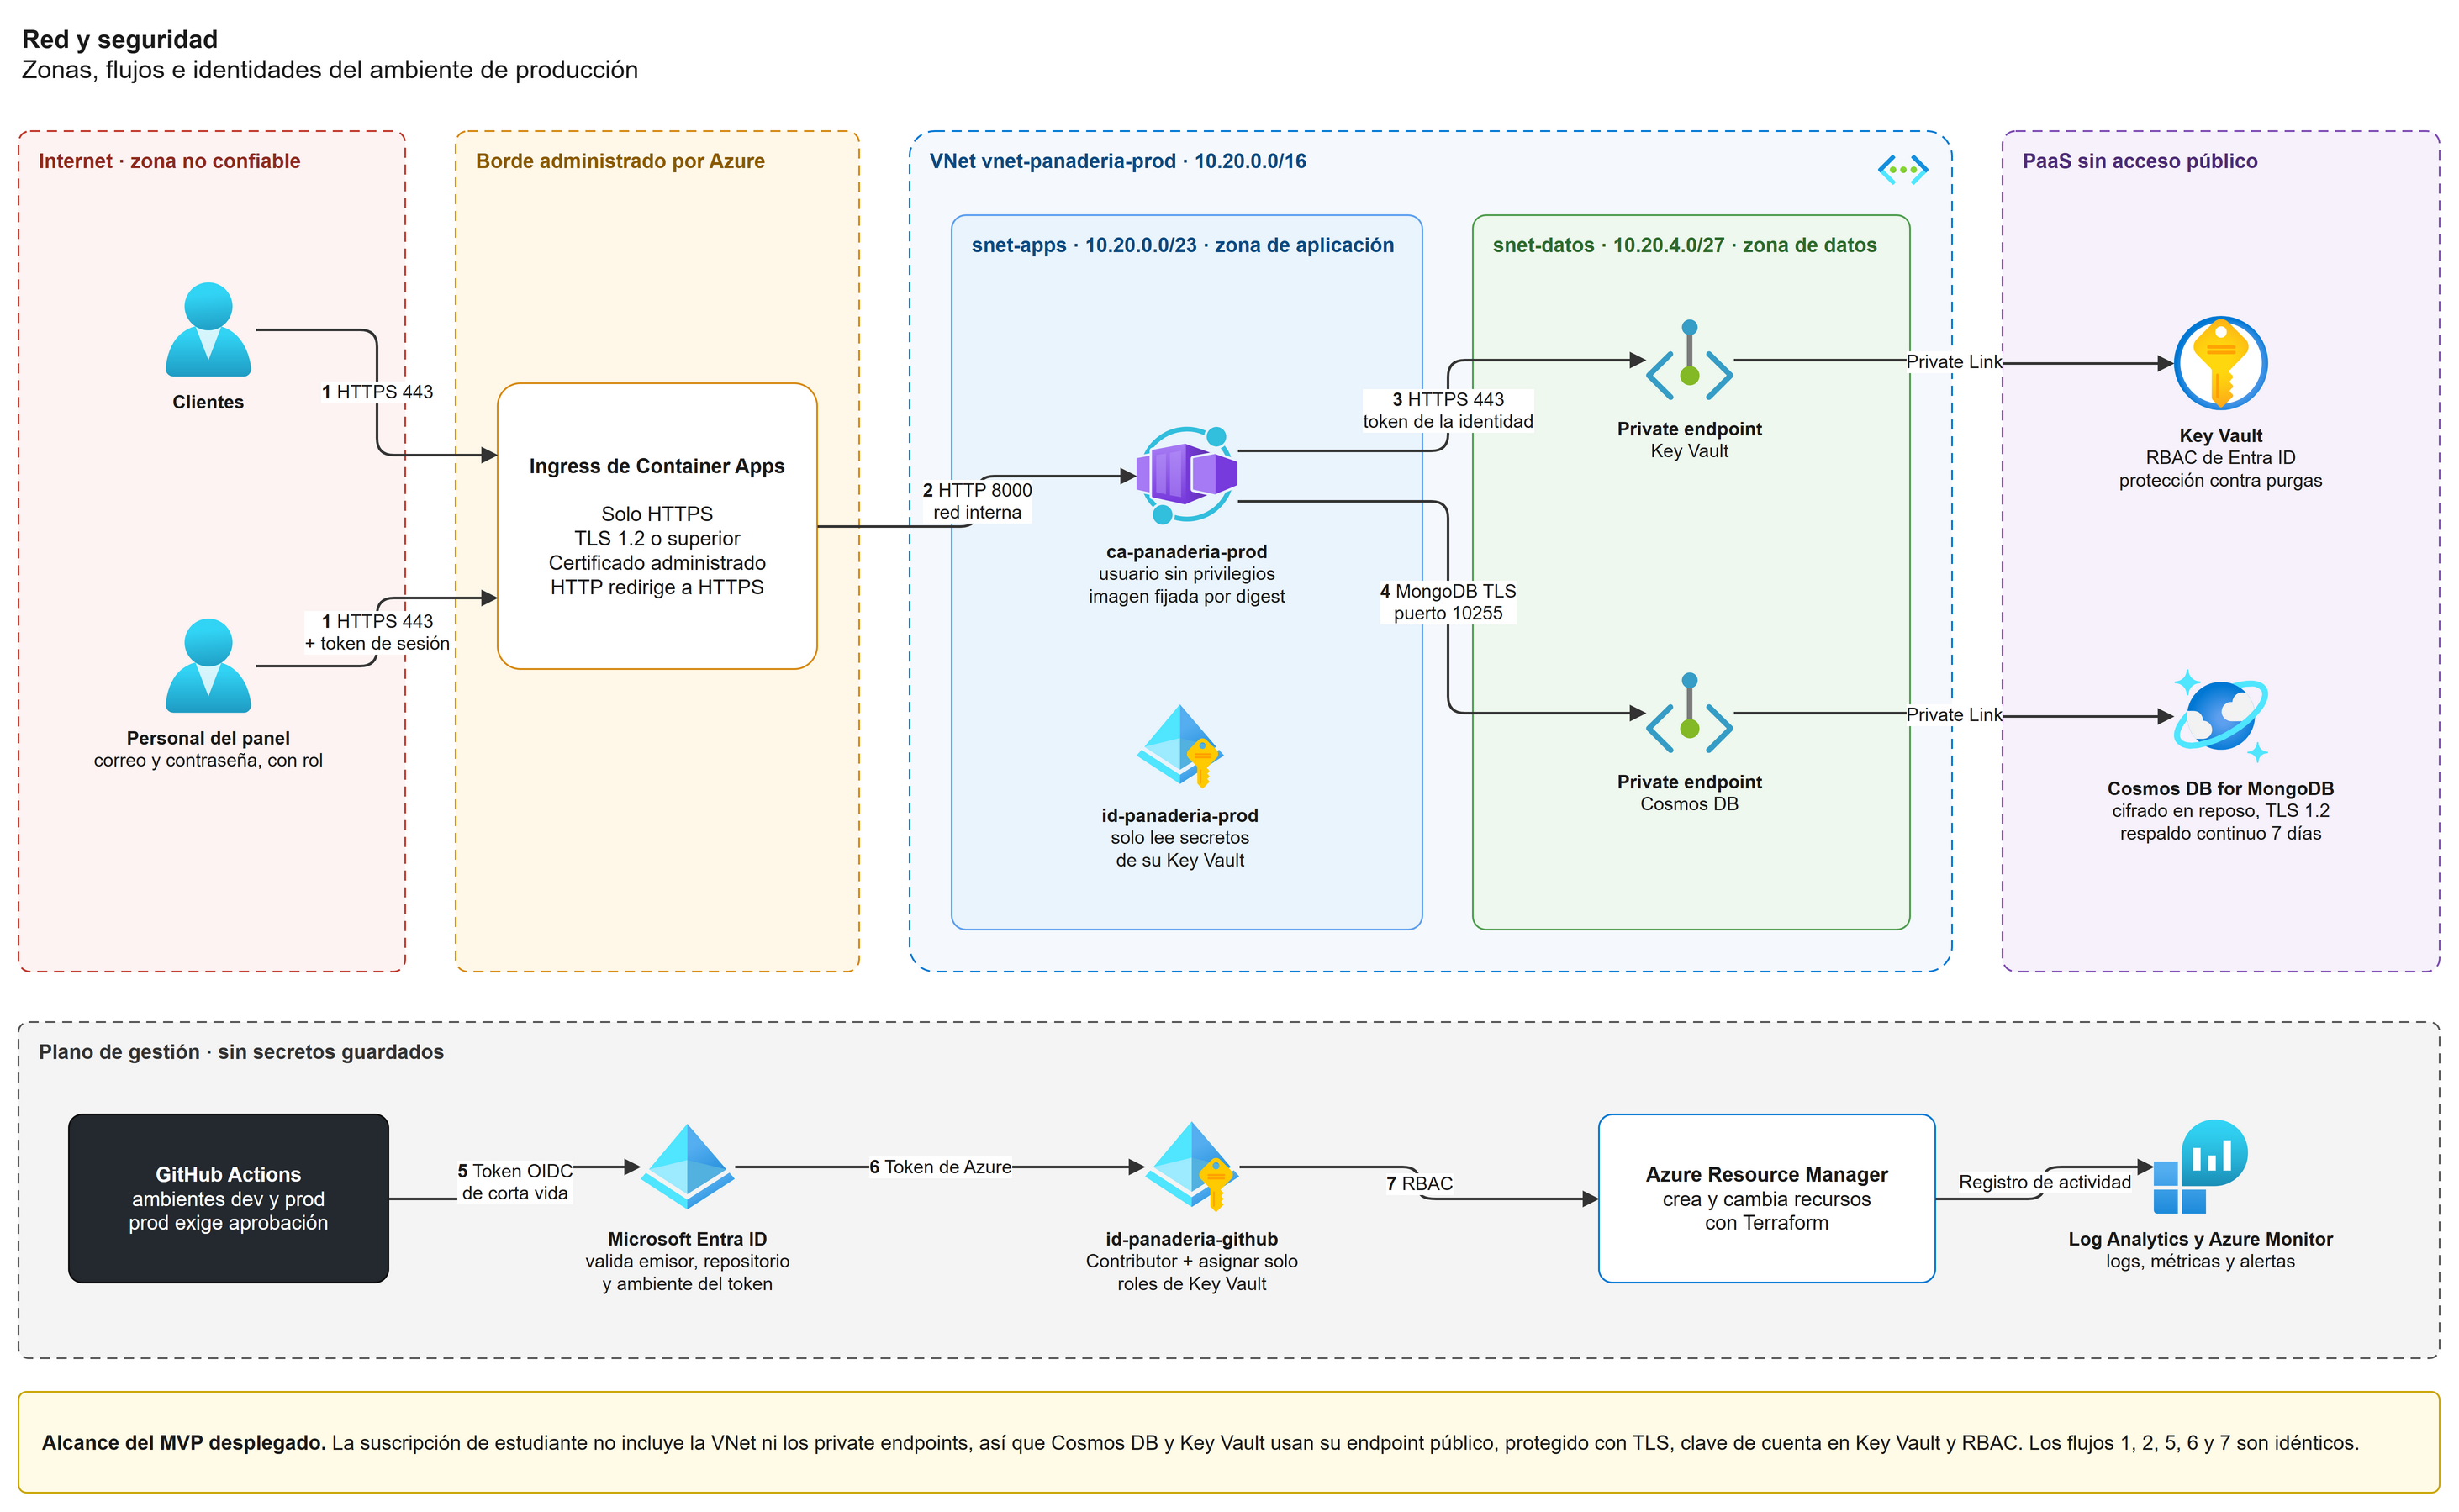 Red y seguridad
Zonas, flujos e identidades del ambiente de producción
Internet · zona no confiable
Clientes
1 HTTPS 443
Personal del panel
correo y contraseña, con rol
1 HTTPS 443
+ token de sesión
Borde administrado por Azure
Ingress de Container Apps
Solo HTTPS
TLS 1.2 o superior
Certificado administrado
HTTP redirige a HTTPS
2 HTTP 8000
red interna
VNet vnet-panaderia-prod · 10.20.0.0/16
snet-apps · 10.20.0.0/23 · zona de aplicación
ca-panaderia-prod
usuario sin privilegios
imagen fijada por digest
id-panaderia-prod
solo lee secretos
de su Key Vault
3 HTTPS 443
token de la identidad
4 MongoDB TLS
puerto 10255
snet-datos · 10.20.4.0/27 · zona de datos
Private endpoint
Key Vault
Private endpoint
Cosmos DB
Private Link
Private Link
PaaS sin acceso público
Key Vault
RBAC de Entra ID
protección contra purgas
Cosmos DB for MongoDB
cifrado en reposo, TLS 1.2
respaldo continuo 7 días
Plano de gestión · sin secretos guardados
GitHub Actions
ambientes dev y prod
prod exige aprobación
5 Token OIDC
de corta vida
Microsoft Entra ID
valida emisor, repositorio
y ambiente del token
6 Token de Azure
id-panaderia-github
Contributor + asignar solo
roles de Key Vault
7 RBAC
Azure Resource Manager
crea y cambia recursos
con Terraform
Registro de actividad
Log Analytics y Azure Monitor
logs, métricas y alertas
Alcance del MVP desplegado. La suscripción de estudiante no incluye la VNet ni los private endpoints, así que Cosmos DB y Key Vault usan su endpoint público, protegido con TLS, clave de cuenta en Key Vault y RBAC. Los flujos 1, 2, 5, 6 y 7 son idénticos.